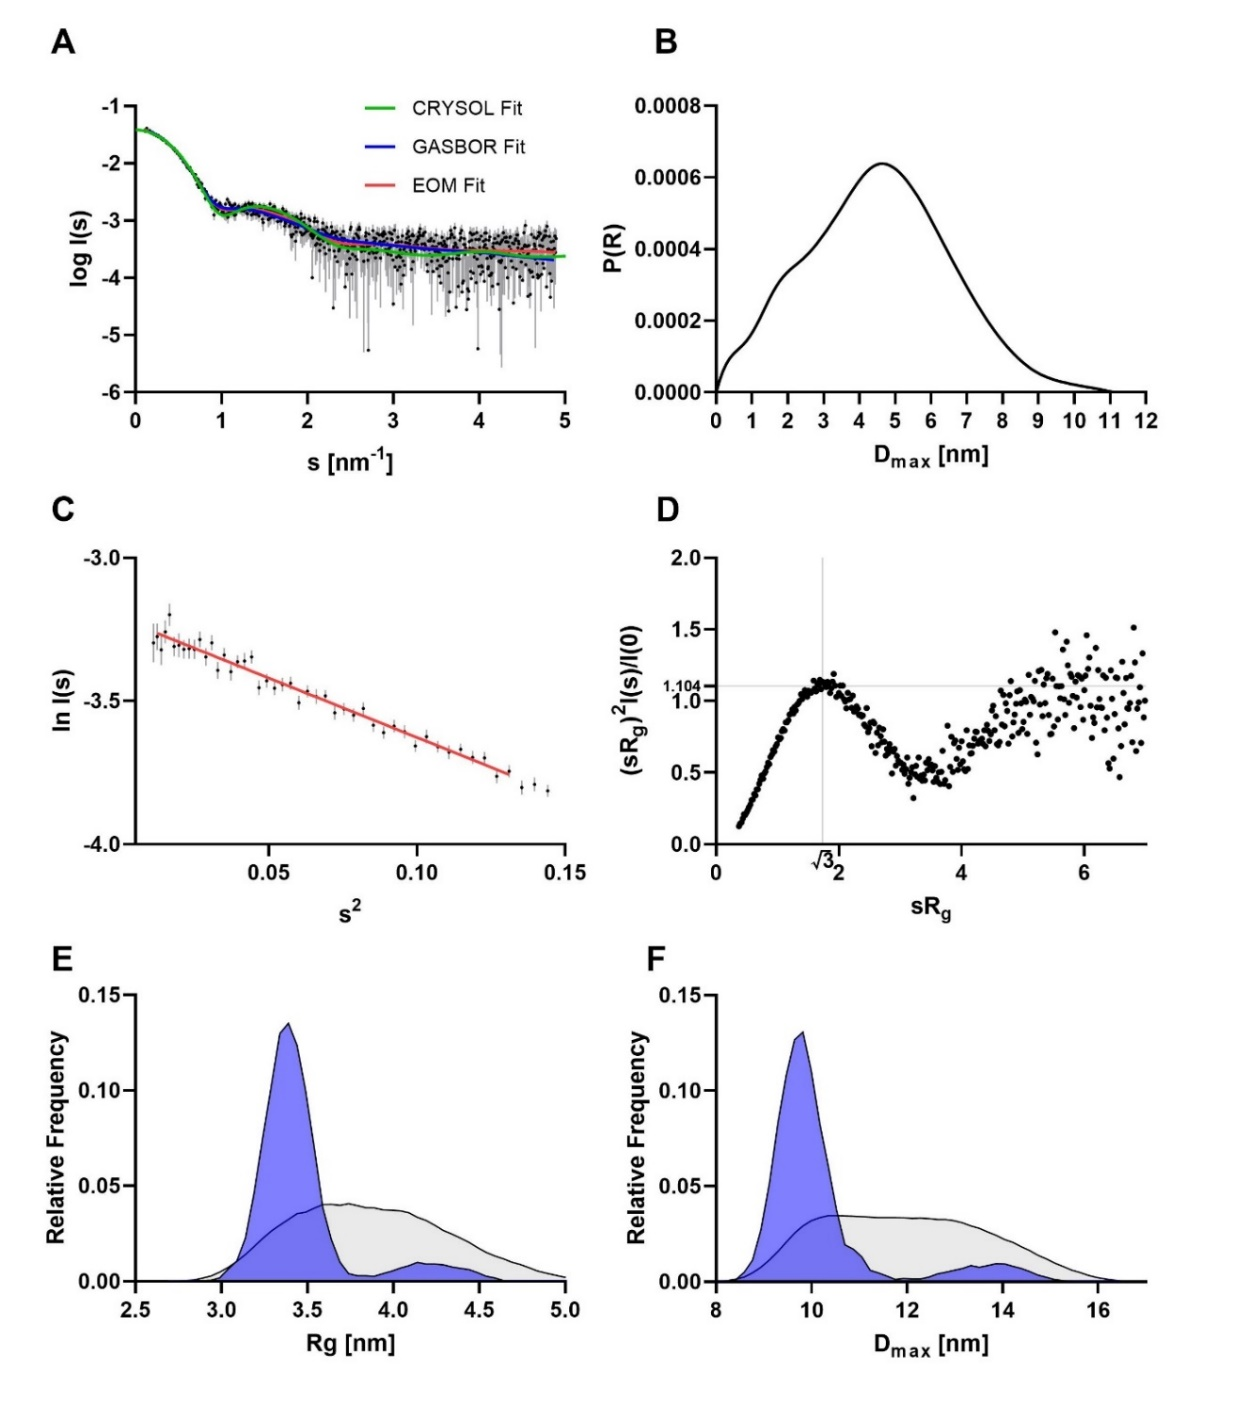 A
B
-1
-2
-3
-4
-5
-6
log I(s)
CRYSOL Fit
GASBOR Fit
EOM Fit
0 1 2 3 4 5
s [nm-1]
0.0008
0.0006
0.0004
0.0002
0.0000
P(R)
0 1 2 3 4 5 6 7 8 9 10 11 12
Dmax [nm]
C
D
-3.0
-3.5
-4.0
ln I(s)
0.05 0.10 0.15
s2
2.0
1.5
1.104
1.0
0.5
0.0
(sRg)2I(s)/I(0)
0 √3 2 4 6
sRg
E
F
0.15
0.10
0.05
0.00
Relative Frequency
2.5 3.0 3.5 4.0 4.5 5.0
Rg [nm]
0.15
0.10
0.05
0.00
Relative Frequency
8 10 12 14 16
Dmax [nm]